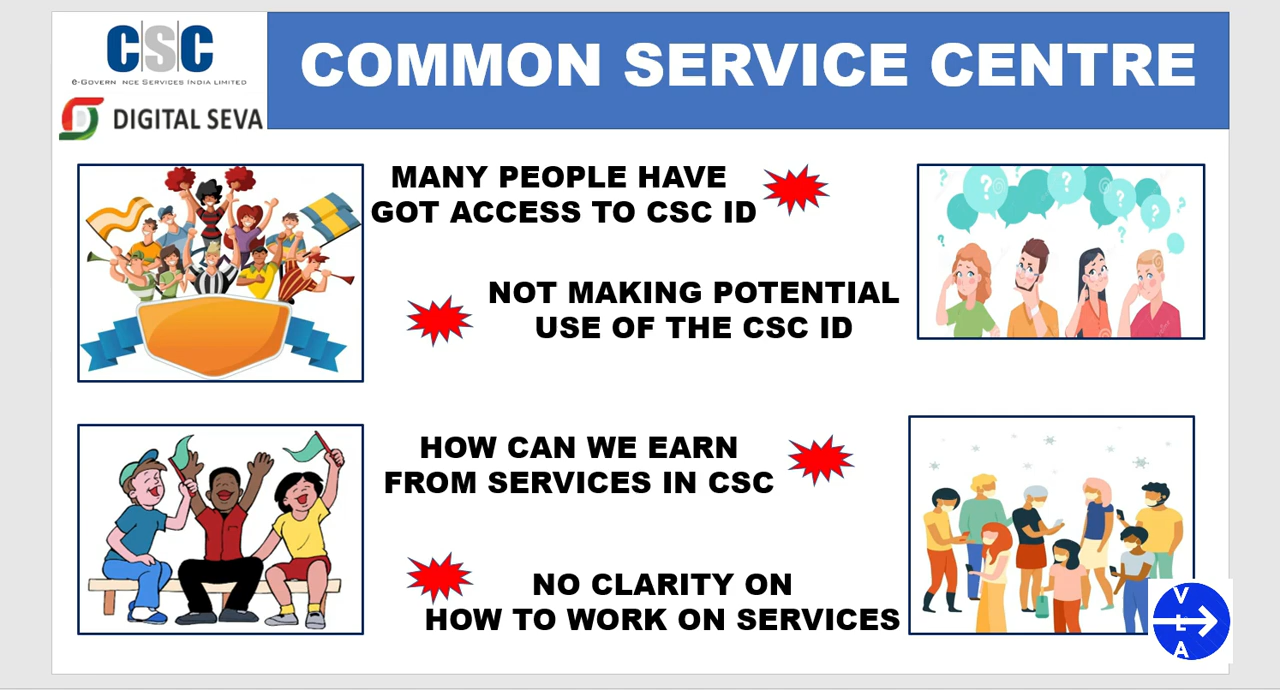 CSC
e-Govern nce Services India Limited
DIGITAL SEVA
COMMON SERVICE CENTRE
MANY PEOPLE HAVE
GOT ACCESS TO CSC ID
NOT MAKING POTENTIAL
USE OF THE CSC ID
HOW CAN WE EARN
FROM SERVICES IN CSC
NO CLARITY ON
HOW TO WORK ON SERVICES
V
L
A